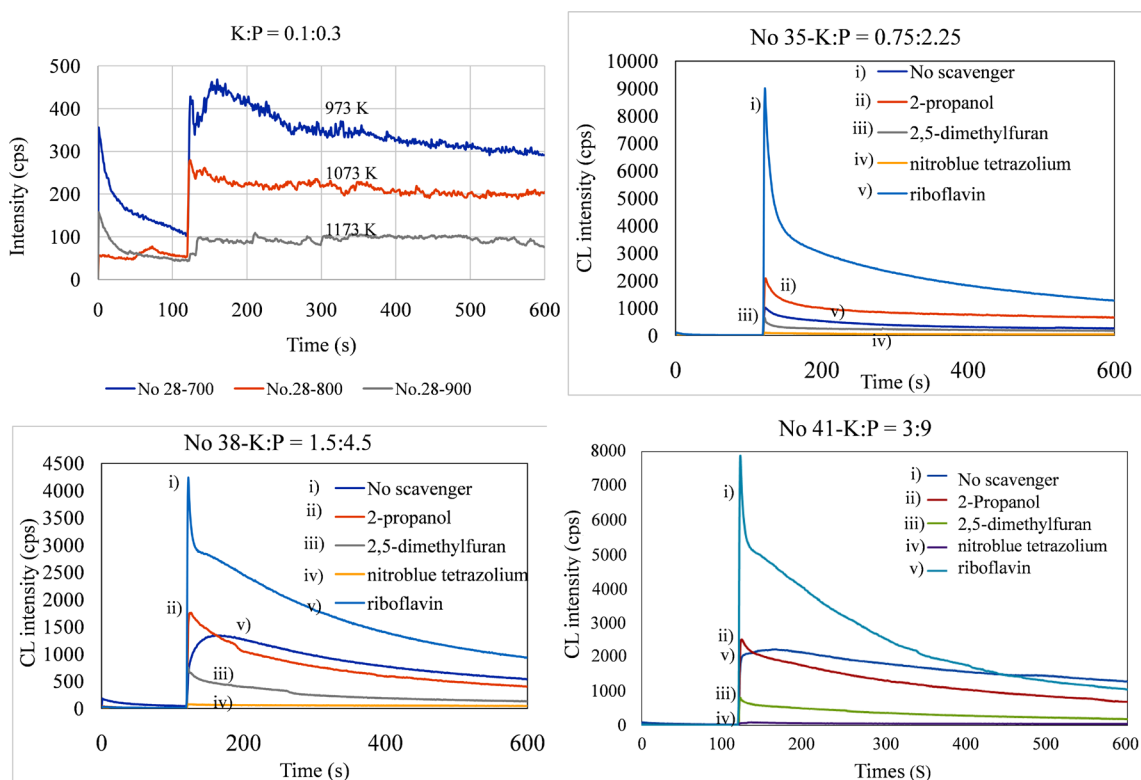 K:P = 0.1:0.3
Intensity (cps)
500
400
300
200
100
0
973 K
1073 K
1173 K
0 100 200 300 400 500 600
Time (s)
No 28-700 No.28-800 No.28-900
No 35-K:P = 0.75:2.25
CL intensity (cps)
10000
9000
8000
7000
6000
5000
4000
3000
2000
1000
0
i) No scavenger
ii) 2-propanol
iii) 2,5-dimethylfuran
iv) nitroblue tetrazolium
v) riboflavin
i)
ii)
iii)
v)
iv)
0 200 400 600
Time (s)
No 38-K:P = 1.5:4.5
CL intensity (cps)
4500
4000
3500
3000
2500
2000
1500
1000
500
0
i) No scavenger
ii) 2-propanol
iii) 2,5-dimethylfuran
iv) nitroblue tetrazolium
v) riboflavin
i)
ii)
v)
iii)
iv)
0 200 400 600
Time (s)
No 41-K:P = 3:9
CL intensity (cps)
8000
7000
6000
5000
4000
3000
2000
1000
0
i) No scavenger
ii) 2-Propanol
iii) 2,5-dimethylfuran
iv) nitroblue tetrazolium
v) riboflavin
i)
ii)
v)
iii)
iv)
0 100 200 300 400 500 600
Times (S)